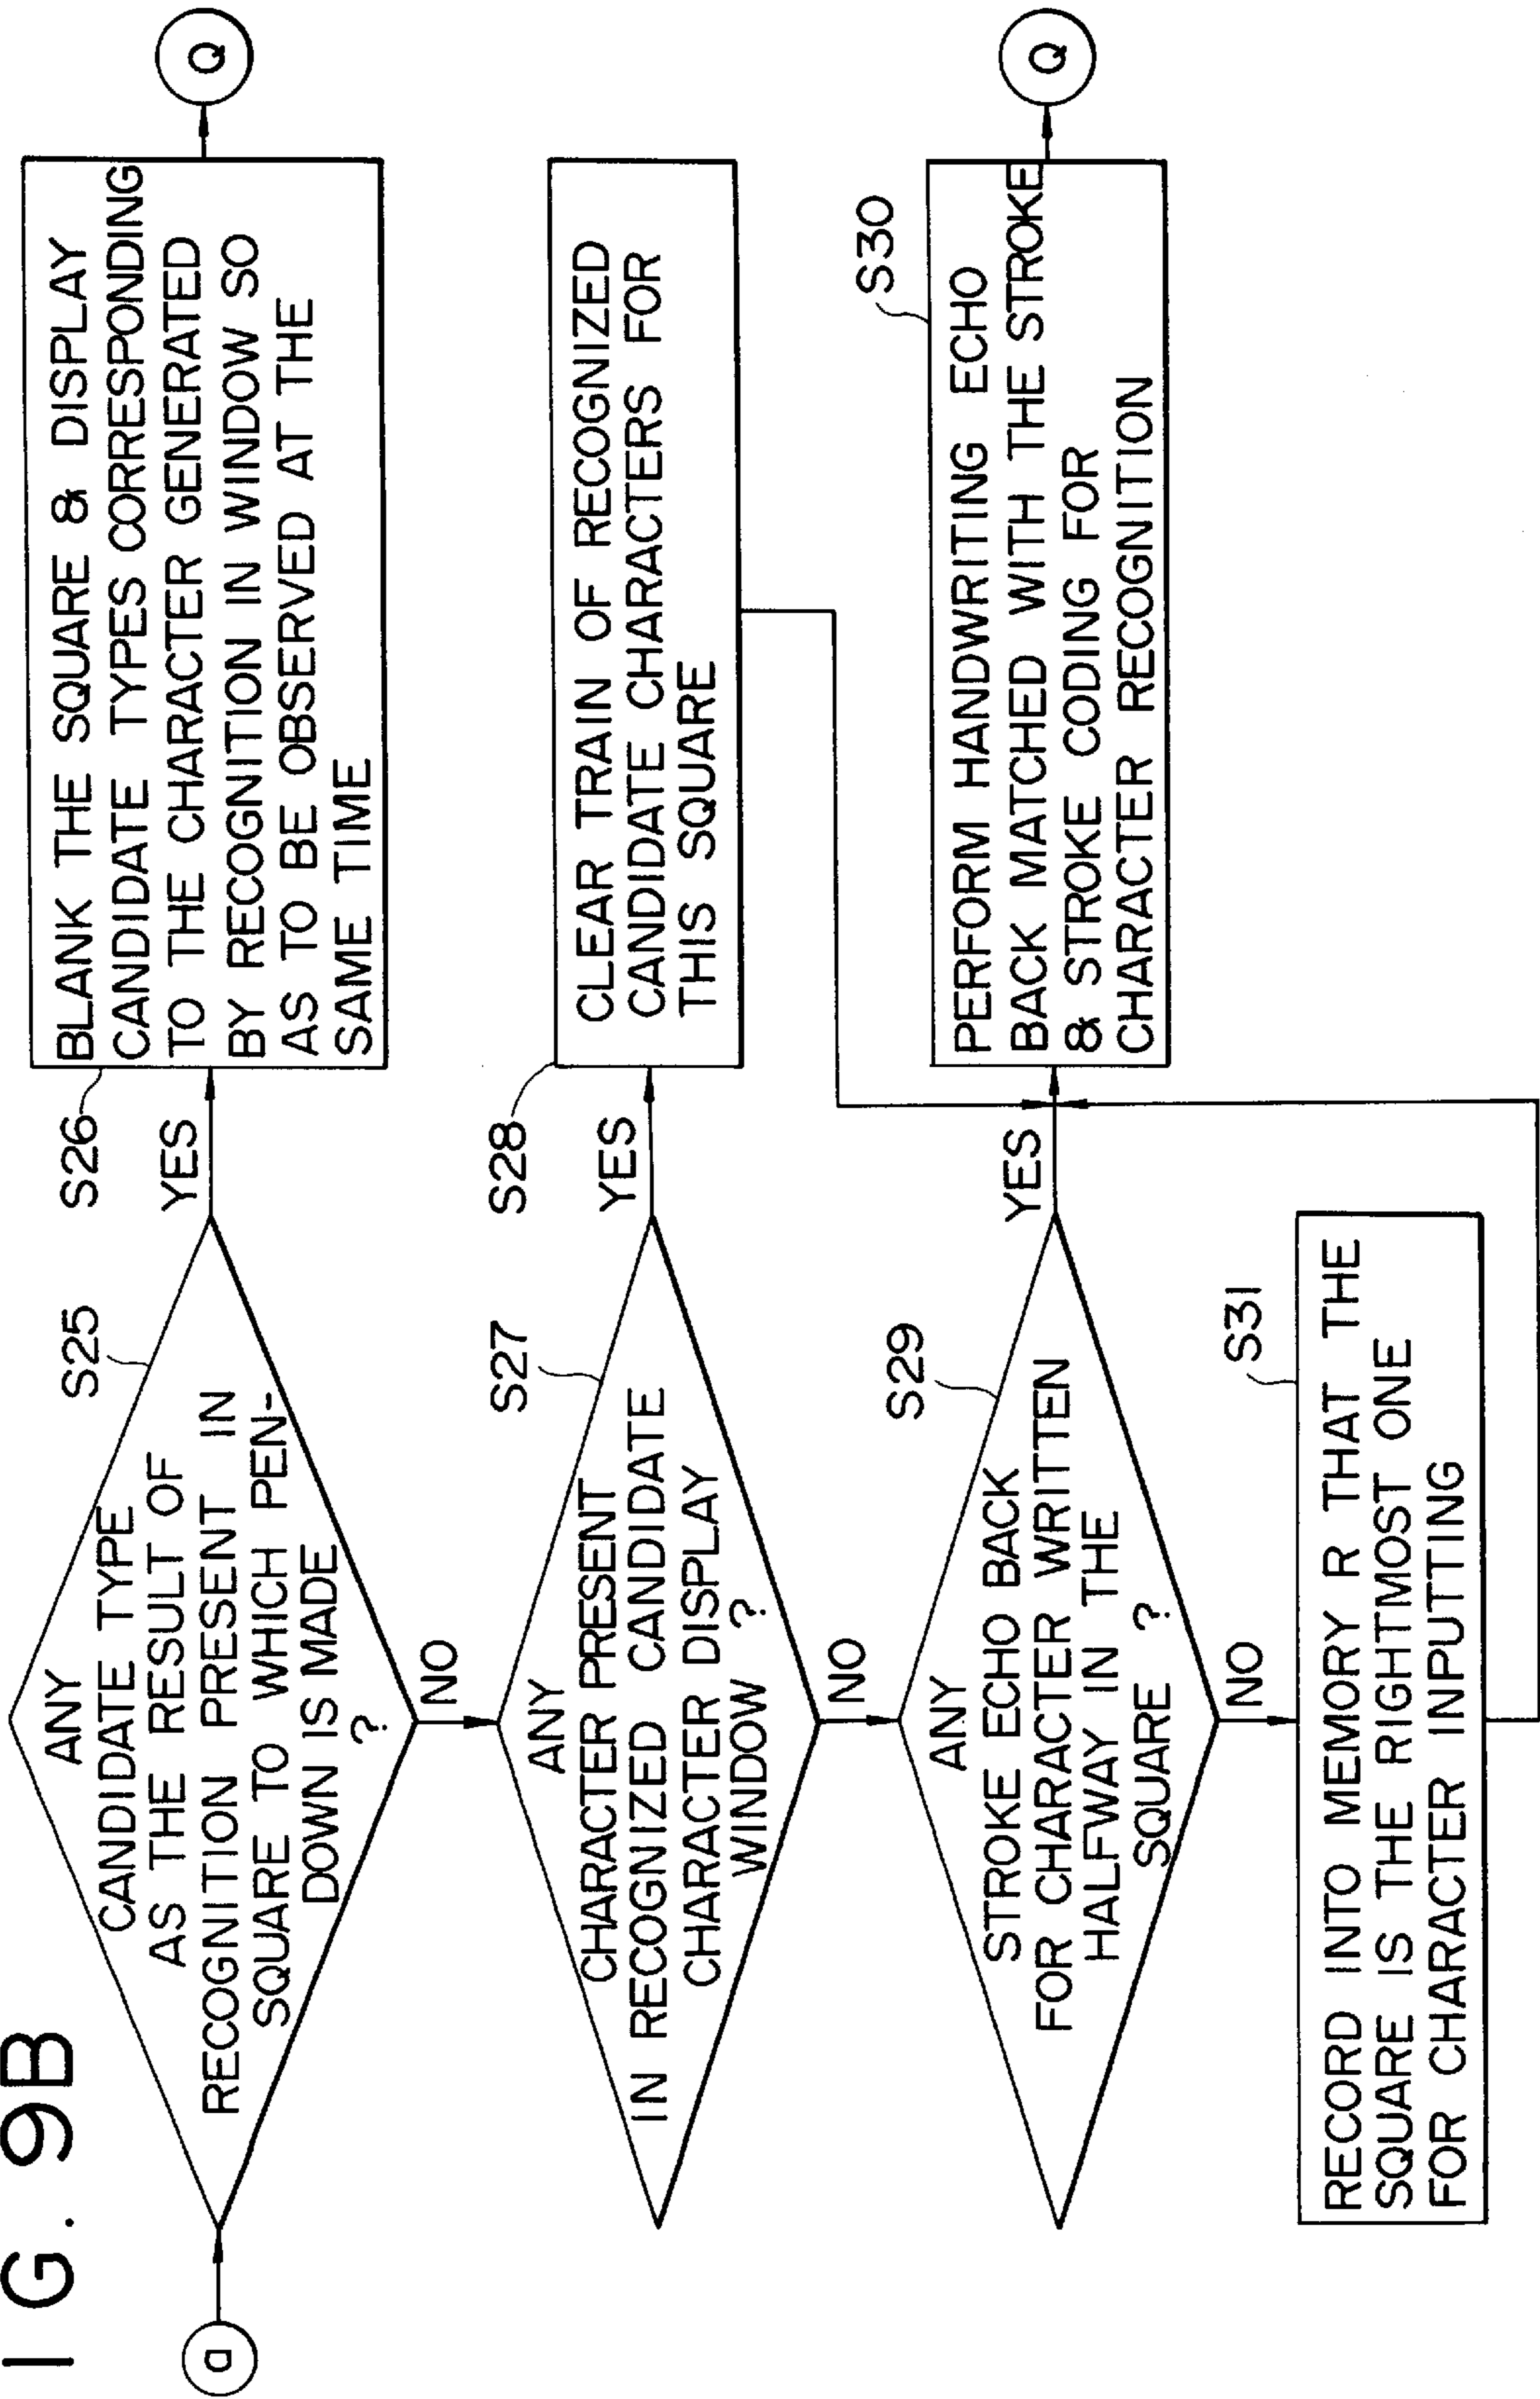 IG. 9B
a
S25
ANY
CANDIDATE TYPE
AS THE RESULT OF
RECOGNITION PRESENT IN
SQUARE TO WHICH PEN-
DOWN IS MADE
?
YES
S26
BLANK THE SQUARE & DISPLAY
CANDIDATE TYPES CORRESPONDING
TO THE CHARACTER GENERATED
BY RECOGNITION IN WINDOW SO
AS TO BE OBSERVED AT THE
SAME TIME
Q
NO
S27
ANY
CHARACTER PRESENT
IN RECOGNIZED CANDIDATE
CHARACTER DISPLAY
WINDOW ?
YES
S28
CLEAR TRAIN OF RECOGNIZED
CANDIDATE CHARACTERS FOR
THIS SQUARE
NO
S29
ANY
STROKE ECHO BACK
FOR CHARACTER WRITTEN
HALFWAY IN THE
SQUARE ?
YES
S30
PERFORM HANDWRITING ECHO
BACK MATCHED WITH THE STROKE
& STROKE CODING FOR
CHARACTER RECOGNITION
Q
NO
S31
RECORD INTO MEMORY R THAT THE
SQUARE IS THE RIGHTMOST ONE
FOR CHARACTER INPUTTING